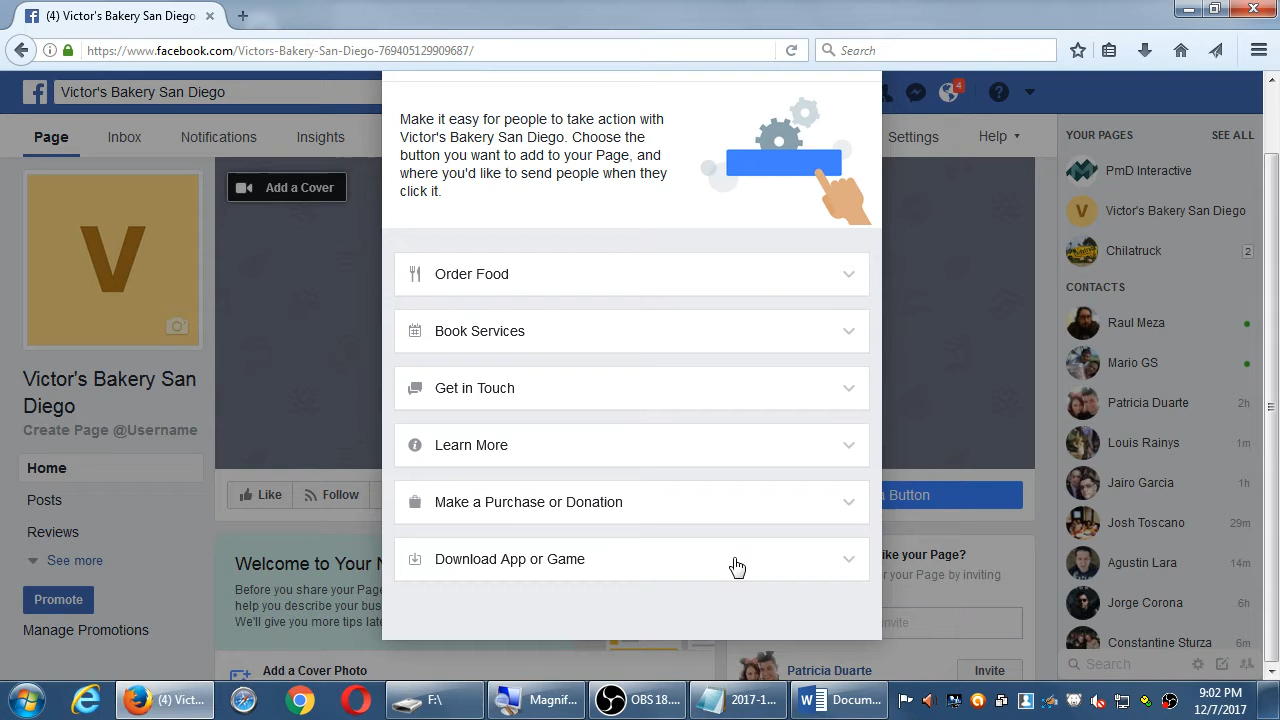 (4) Victor's Bakery San Diego
https://www.facebook.com/Victors-Bakery-San-Diego-769405129909687/
Search
Victor's Bakery San Diego
4
Page
Inbox
Notifications
Insights
Settings
Help
Add a Cover
V
Victor's Bakery San Diego
Create Page @Username
Home
Posts
Reviews
See more
Promote
Manage Promotions
Like
Follow
Button
Make it easy for people to take action with
Victor's Bakery San Diego. Choose the
button you want to add to your Page, and
where you'd like to send people when they
click it.
Order Food
Book Services
Get in Touch
Learn More
Make a Purchase or Donation
Download App or Game
Welcome to Your N
Before you share your Page
help you describe your bus
We'll give you more tips late
Add a Cover Photo
like your Page?
or your Page by inviting
nvite
Patricia Duarte
Invite
YOUR PAGES
SEE ALL
PmD Interactive
V
Victor's Bakery San Diego
Chilatruck
2
CONTACTS
Raul Meza
Mario GS
Patricia Duarte
2h
Louis Rainys
1m
Jairo Garcia
1h
Josh Toscano
29m
Agustin Lara
14m
Jorge Corona
6h
Constantine Sturza
6m
Search
(4) Vict...
F:\
Magnif...
OBS 18....
2017-1...
Docum...
9:02 PM
12/7/2017